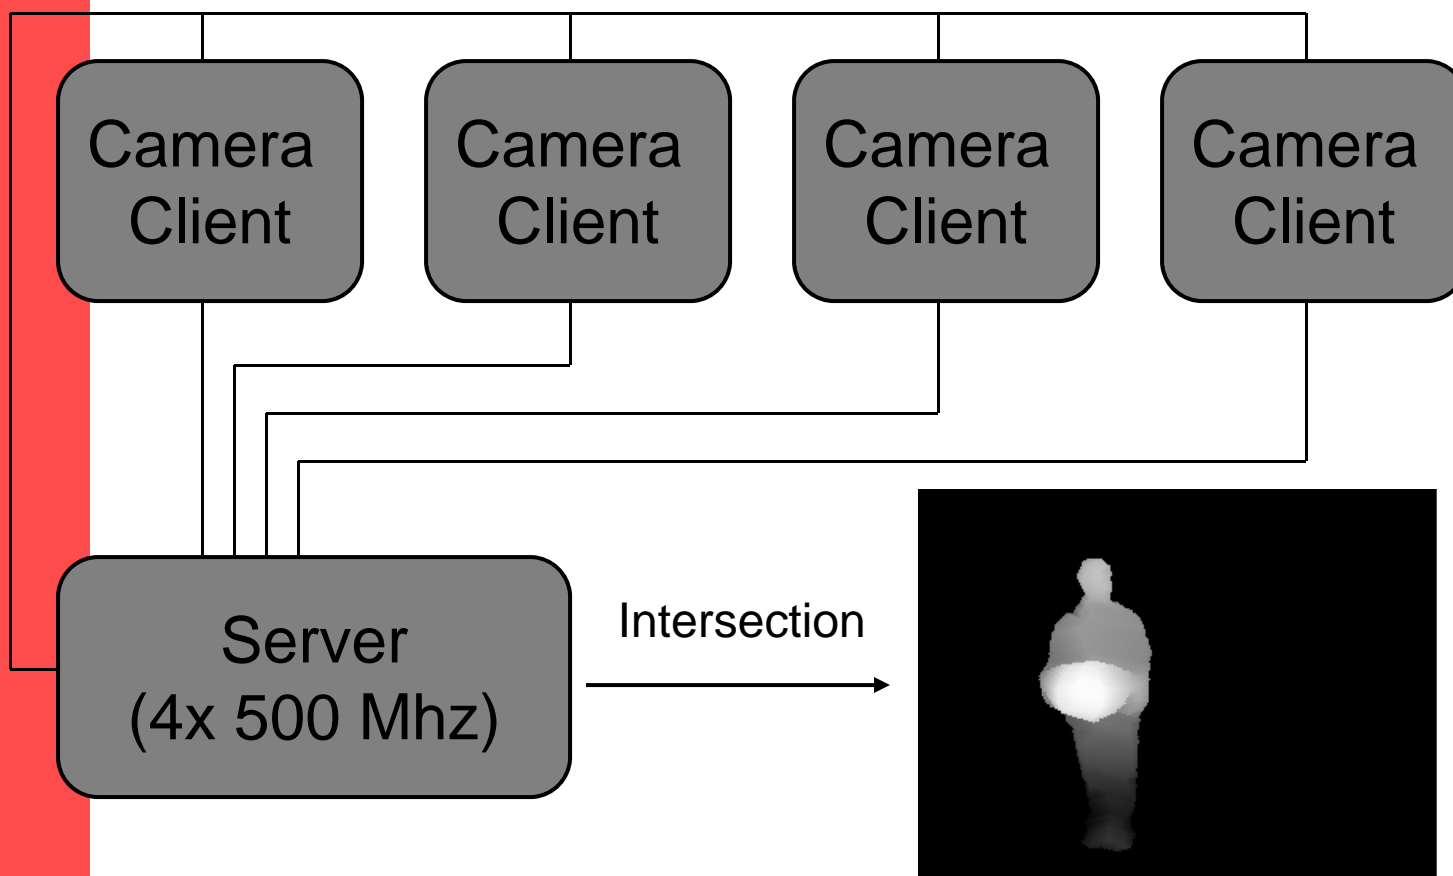 Camera
Client
Camera
Client
Camera
Client
Camera
Client
Server
(4x 500 Mhz)
Intersection